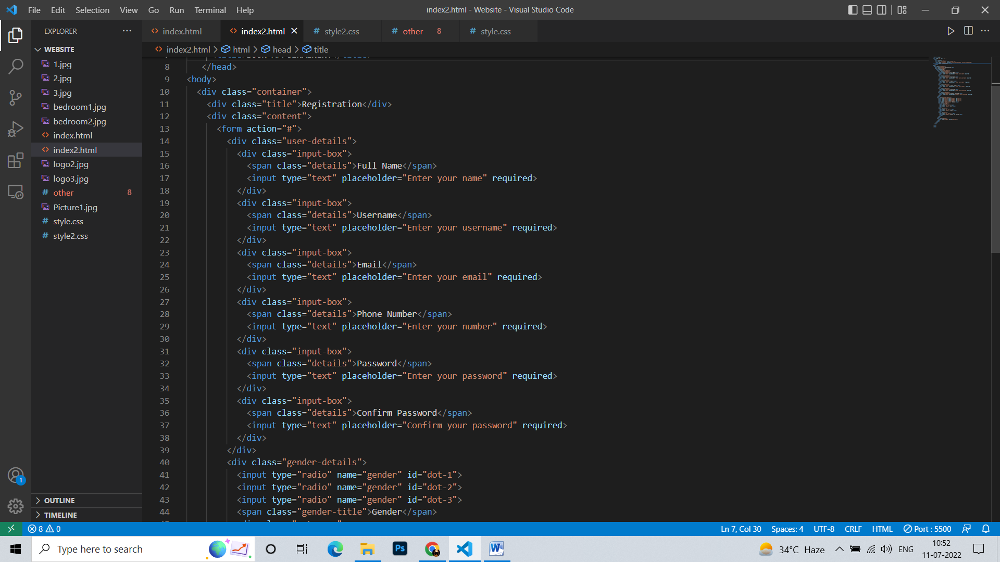 File Edit Selection View Go Run Terminal Help
index2.html - Website - Visual Studio Code
EXPLORER
index.html
index2.html
style2.css
other 8
style.css
WEBSITE
index2.html > html > head > title
1.jpg
2.jpg
3.jpg
bedroom1.jpg
bedroom2.jpg
index.html
index2.html
logo2.jpg
logo3.jpg
other 8
Picture1.jpg
style.css
style2.css
OUTLINE
TIMELINE
8 </head>
9 <body>
10 <div class="container">
11 <div class="title">Registration</div>
12 <div class="content">
13 <form action="#">
14 <div class="user-details">
15 <div class="input-box">
16 <span class="details">Full Name</span>
17 <input type="text" placeholder="Enter your name" required>
18 </div>
19 <div class="input-box">
20 <span class="details">Username</span>
21 <input type="text" placeholder="Enter your username" required>
22 </div>
23 <div class="input-box">
24 <span class="details">Email</span>
25 <input type="text" placeholder="Enter your email" required>
26 </div>
27 <div class="input-box">
28 <span class="details">Phone Number</span>
29 <input type="text" placeholder="Enter your number" required>
30 </div>
31 <div class="input-box">
32 <span class="details">Password</span>
33 <input type="text" placeholder="Enter your password" required>
34 </div>
35 <div class="input-box">
36 <span class="details">Confirm Password</span>
37 <input type="text" placeholder="Confirm your password" required>
38 </div>
39 </div>
40 <div class="gender-details">
41 <input type="radio" name="gender" id="dot-1">
42 <input type="radio" name="gender" id="dot-2">
43 <input type="radio" name="gender" id="dot-3">
44 <span class="gender-title">Gender</span>
1
8 0
Ln 7, Col 30 Spaces: 4 UTF-8 CRLF HTML Port : 5500
Type here to search
Ps
W
34°C Haze
ENG
10:52
11-07-2022